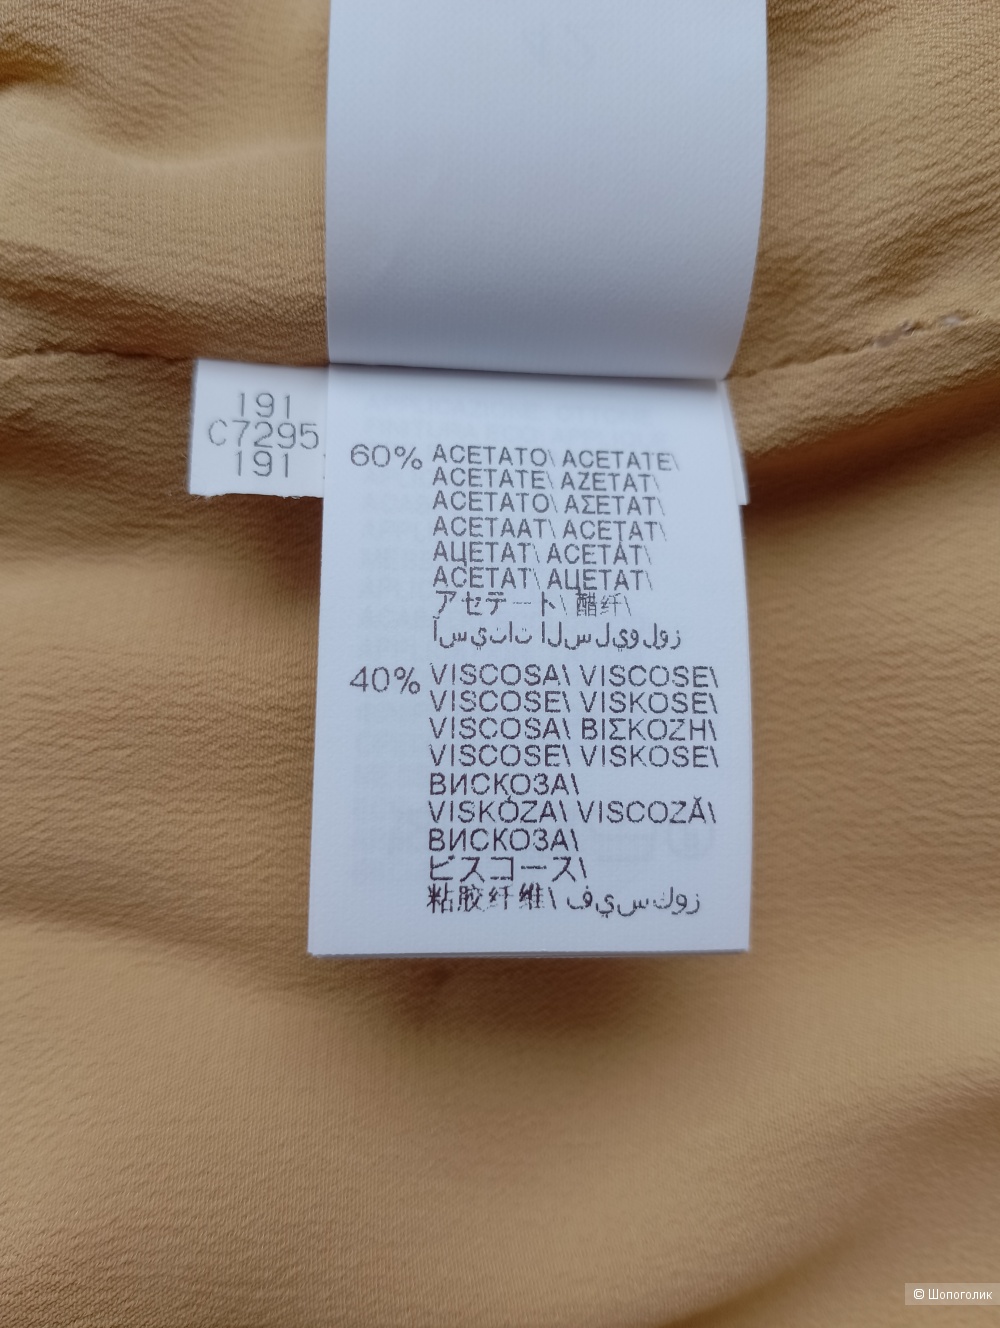 191
C7295
191
60% ACETATO\ ACETATE\
ACETATE\ AZETAT\
ACETATO\ ΑΣΕΤΑΤ\
ACETAAT\ ACETAT\
АЦЕТАТ\ ACETÁT\
ACETAT\ АЦЕТАТ\
アセテート\ 醋纤\
آسيتات السليولوز
40% VISCOSA\ VISCOSE\
VISCOSE\ VISKOSE\
VISCOSA\ ΒΙΣΚΟΖΗ\
VISCOSE\ VISKOSE\
ВИСКОЗА\
VISKÓZA\ VISCOZĂ\
ВИСКОЗА\
ビスコース\
粘胶纤维\ فيسكوز
© Шопоголик